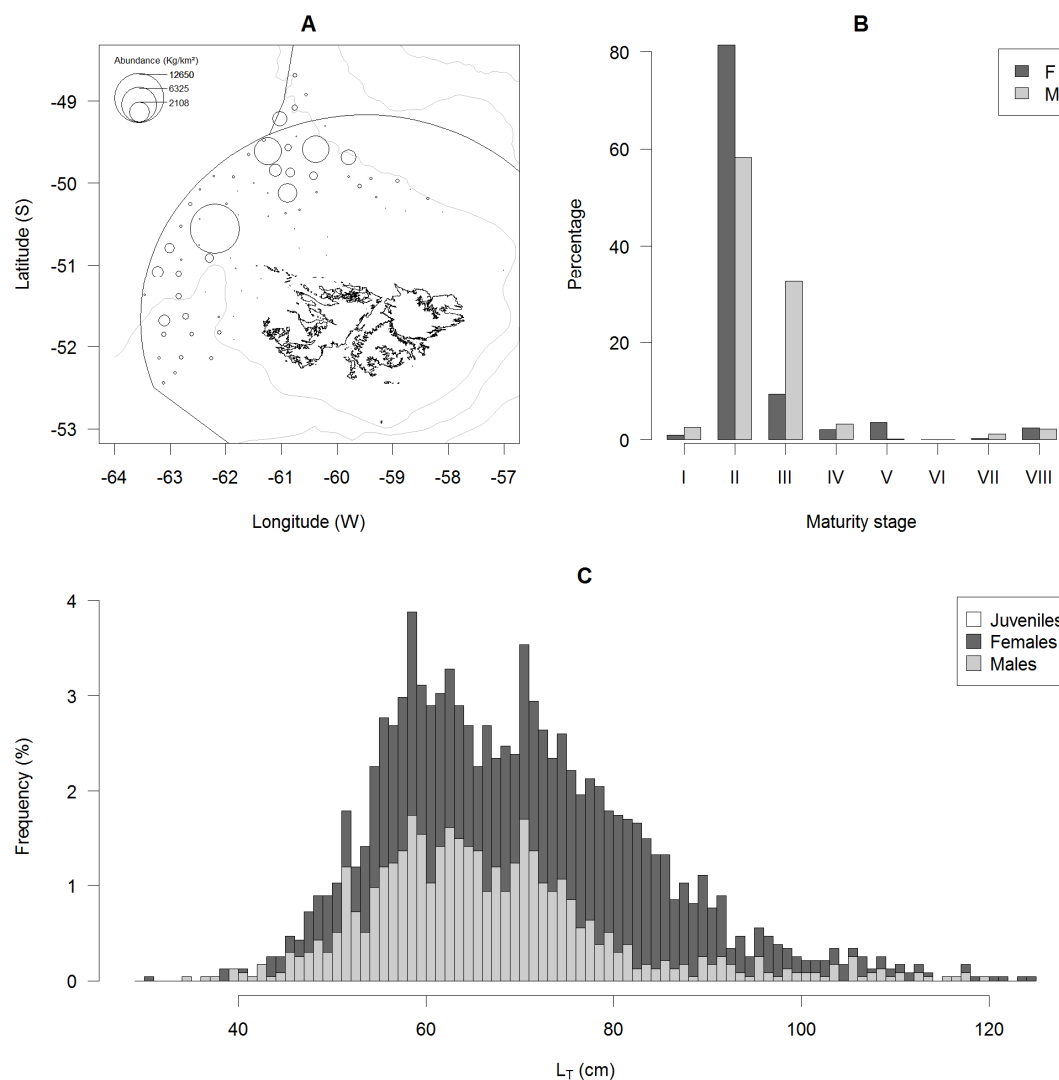 A
Abundance (Kg/km²)
12650
6325
2108
-49
-50
-51
-52
-53
Latitude (S)
-64 -63 -62 -61 -60 -59 -58 -57
Longitude (W)
B
F
M
80
60
40
20
0
Percentage
I II III IV V VI VII VIII
Maturity stage
C
Juveniles
Females
Males
4
3
2
1
0
Frequency (%)
40 60 80 100 120
LT (cm)